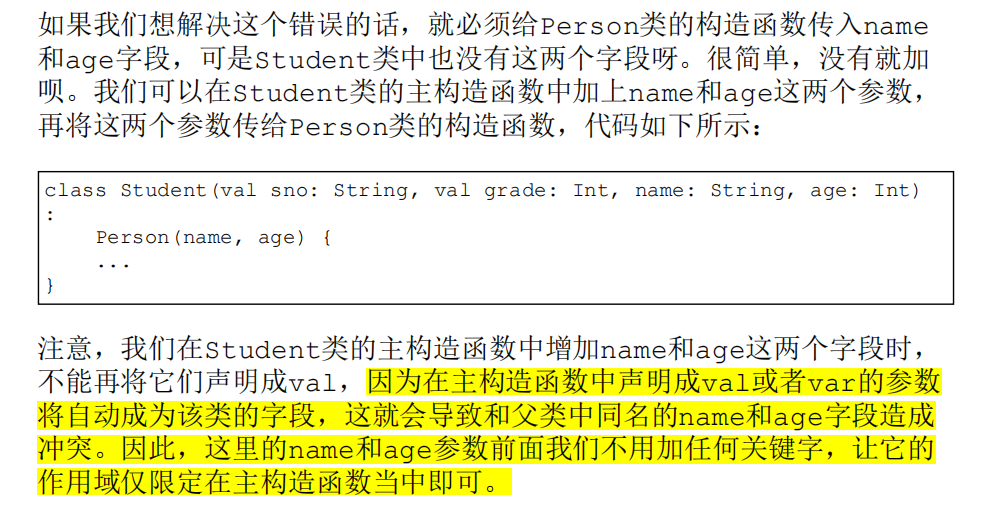 如果我们想解决这个错误的话，就必须给Person类的构造函数传入name
和age字段，可是Student类中也没有这两个字段呀。很简单，没有就加
呗。我们可以在Student类的主构造函数中加上name和age这两个参数，
再将这两个参数传给Person类的构造函数，代码如下所示：
class Student(val sno: String, val grade: Int, name: String, age: Int)
:
    Person(name, age) {
    ...
}
注意，我们在Student类的主构造函数中增加name和age这两个字段时，
不能再将它们声明成val，因为在主构造函数中声明成val或者var的参数
将自动成为该类的字段，这就会导致和父类中同名的name和age字段造成
冲突。因此，这里的name和age参数前面我们不用加任何关键字，让它的
作用域仅限定在主构造函数当中即可。